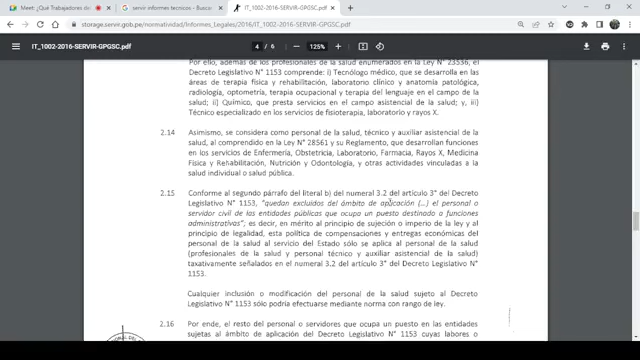 Meet: ¿Qué Trabajadores d
servir informes tecnicos - Buscar
IT_1002-2016-SERVIR-GPGSC.pdf
storage.servir.gob.pe/normatividad/Informes_Legales/2016/IT_1002-2016-SERVIR-GPGSC.pdf
IT_1002-2016-SERVIR-GPGSC.pdf
4 / 6
125%
Por ello, además de los profesionales de la salud enumerados en la Ley N° 23536, el
Decreto Legislativo N° 1153 comprende: i) Tecnólogo médico, que se desarrolla en las
áreas de terapia física y rehabilitación, laboratorio clínico y anatomía patológica,
radiología, optometría, terapia ocupacional y terapia del lenguaje en el campo de la
salud; ii) Químico, que presta servicios en el campo asistencial de la salud; y, iii)
Técnico especializado en los servicios de fisioterapia, laboratorio y rayos X.
2.14 Asimismo, se considera como personal de la salud, técnico y auxiliar asistencial de la
salud, al comprendido en la Ley N° 28561 y su Reglamento, que desarrollan funciones
en los servicios de Enfermería, Obstetricia, Laboratorio, Farmacia, Rayos X, Medicina
Física y Rehabilitación, Nutrición y Odontología, y otras actividades vinculadas a la
salud individual o salud pública.
2.15 Conforme al segundo párrafo del literal b) del numeral 3.2 del artículo 3° del Decreto
Legislativo N° 1153, "quedan excluidos del ámbito de aplicación (...) el personal o
servidor civil de las entidades públicas que ocupa un puesto destinado a funciones
administrativas"; es decir, en mérito al principio de sujeción o imperio de la ley y al
principio de legalidad, esta política de compensaciones y entregas económicas del
personal de la salud al servicio del Estado sólo se aplica al personal de la salud
(profesionales de la salud y personal técnico y auxiliar asistencial de la salud)
taxativamente señalados en el numeral 3.2 del artículo 3° del Decreto Legislativo N°
1153.
Cualquier inclusión o modificación del personal de la salud sujeto al Decreto
Legislativo N° 1153 sólo podría efectuarse mediante norma con rango de ley.
2.16 Por ende, el resto del personal o servidores que ocupa un puesto en las entidades
sujetas al ámbito de aplicación del Decreto Legislativo N° 1153 cuyas labores o